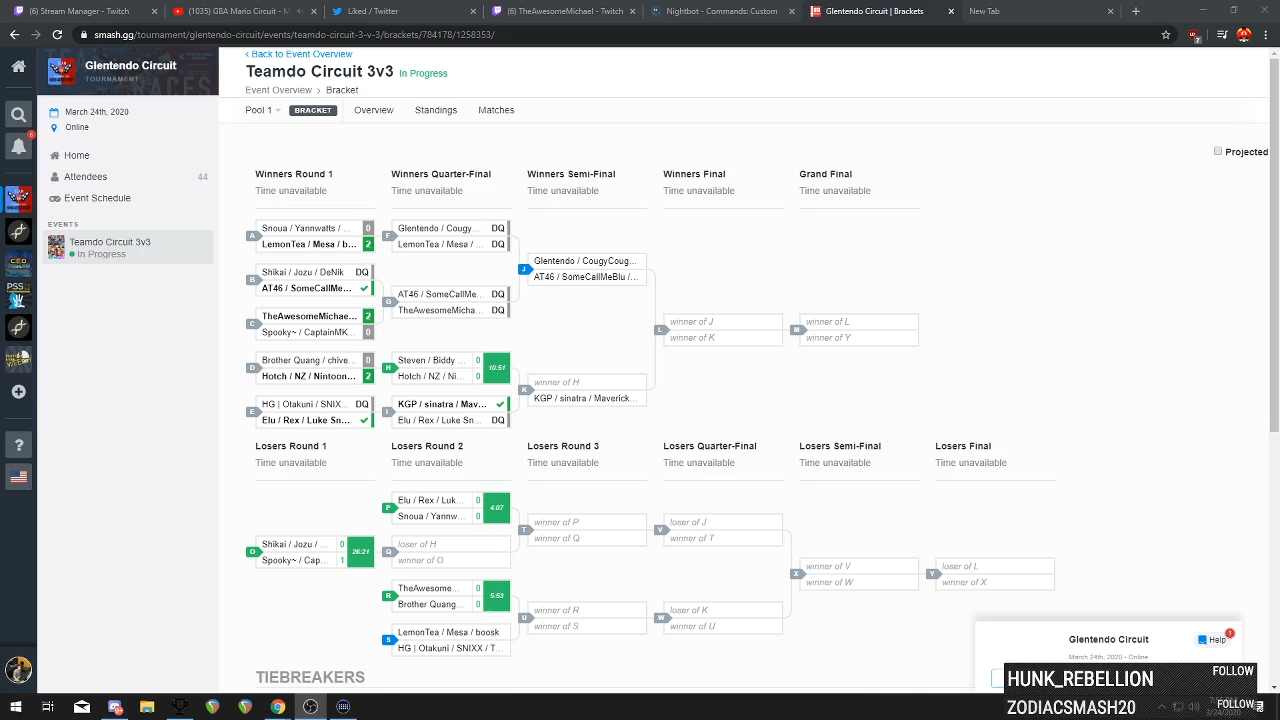 (6) Stream Manager - Twitch
(1035) GBA Mario M
Liked / Twitter
(6) TheAwesomeMichael - Twitch
Nightbot - Commands: Custom
Glentendo Circuit | Brackets
New Tab
smash.gg/tournament/glentendo-circuit/events/teamdo-circuit-3v3/brackets/784178/1258353/
Glentendo Circuit
TOURNAMENT
March 24th, 2020
Online
Home
Attendees 44
Event Schedule
EVENTS
Teamdo Circuit 3v3
In Progress
‹ Back to Event Overview
Teamdo Circuit 3v3 In Progress
Event Overview > Bracket
Pool 1 BRACKET Overview Standings Matches
Projected
Winners Round 1 Winners Quarter-Final Winners Semi-Final Winners Final Grand Final
Time unavailable Time unavailable Time unavailable Time unavailable Time unavailable
A
Snoua / Yannwatts / ... 0
LemonTea / Mesa / b... 2
B
Shikai / Jozu / DeNik DQ
AT46 / SomeCallMe... ✓
C
TheAwesomeMichae... 2
Spooky~ / CaptainMK... 0
D
Brother Quang / chive... 0
Hotch / NZ / Nintoon... 2
E
HG | Otakuni / SNIX... DQ
Elu / Rex / Luke Sn... ✓
F
Glentendo / Cougy... DQ
LemonTea / Mesa / ... DQ
G
AT46 / SomeCallMe... DQ
TheAwesomeMicha... DQ
H
Steven / Biddy ... 0
Hotch / NZ / Ni... 0
10:51
I
KGP / sinatra / Mav... ✓
Elu / Rex / Luke Sn... DQ
J
Glentendo / CougyCoug...
AT46 / SomeCallMeBlu /...
K
winner of H
KGP / sinatra / Maverick...
L
winner of J
winner of K
M
winner of L
winner of Y
Losers Round 1 Losers Round 2 Losers Round 3 Losers Quarter-Final Losers Semi-Final Losers Final
Time unavailable Time unavailable Time unavailable Time unavailable Time unavailable Time unavailable
O
Shikai / Jozu / ... 0
Spooky~ / Cap... 1
26:21
P
Elu / Rex / Luk... 0
Snoua / Yannw... 0
4:07
Q
loser of H
winner of O
R
TheAwesome... 0
Brother Quang... 0
5:53
S
LemonTea / Mesa / boosk
HG | Otakuni / SNIXX / T...
T
winner of P
winner of Q
U
winner of R
winner of S
V
loser of J
winner of T
W
loser of K
winner of U
X
winner of V
winner of W
Y
loser of L
winner of X
TIEBREAKERS
Glentendo Circuit
Help 1
March 24th, 2020 - Online
HUNK_REBELLION FOLLOW
ZODIACSMASH20 FOLLOW
3/24/2020